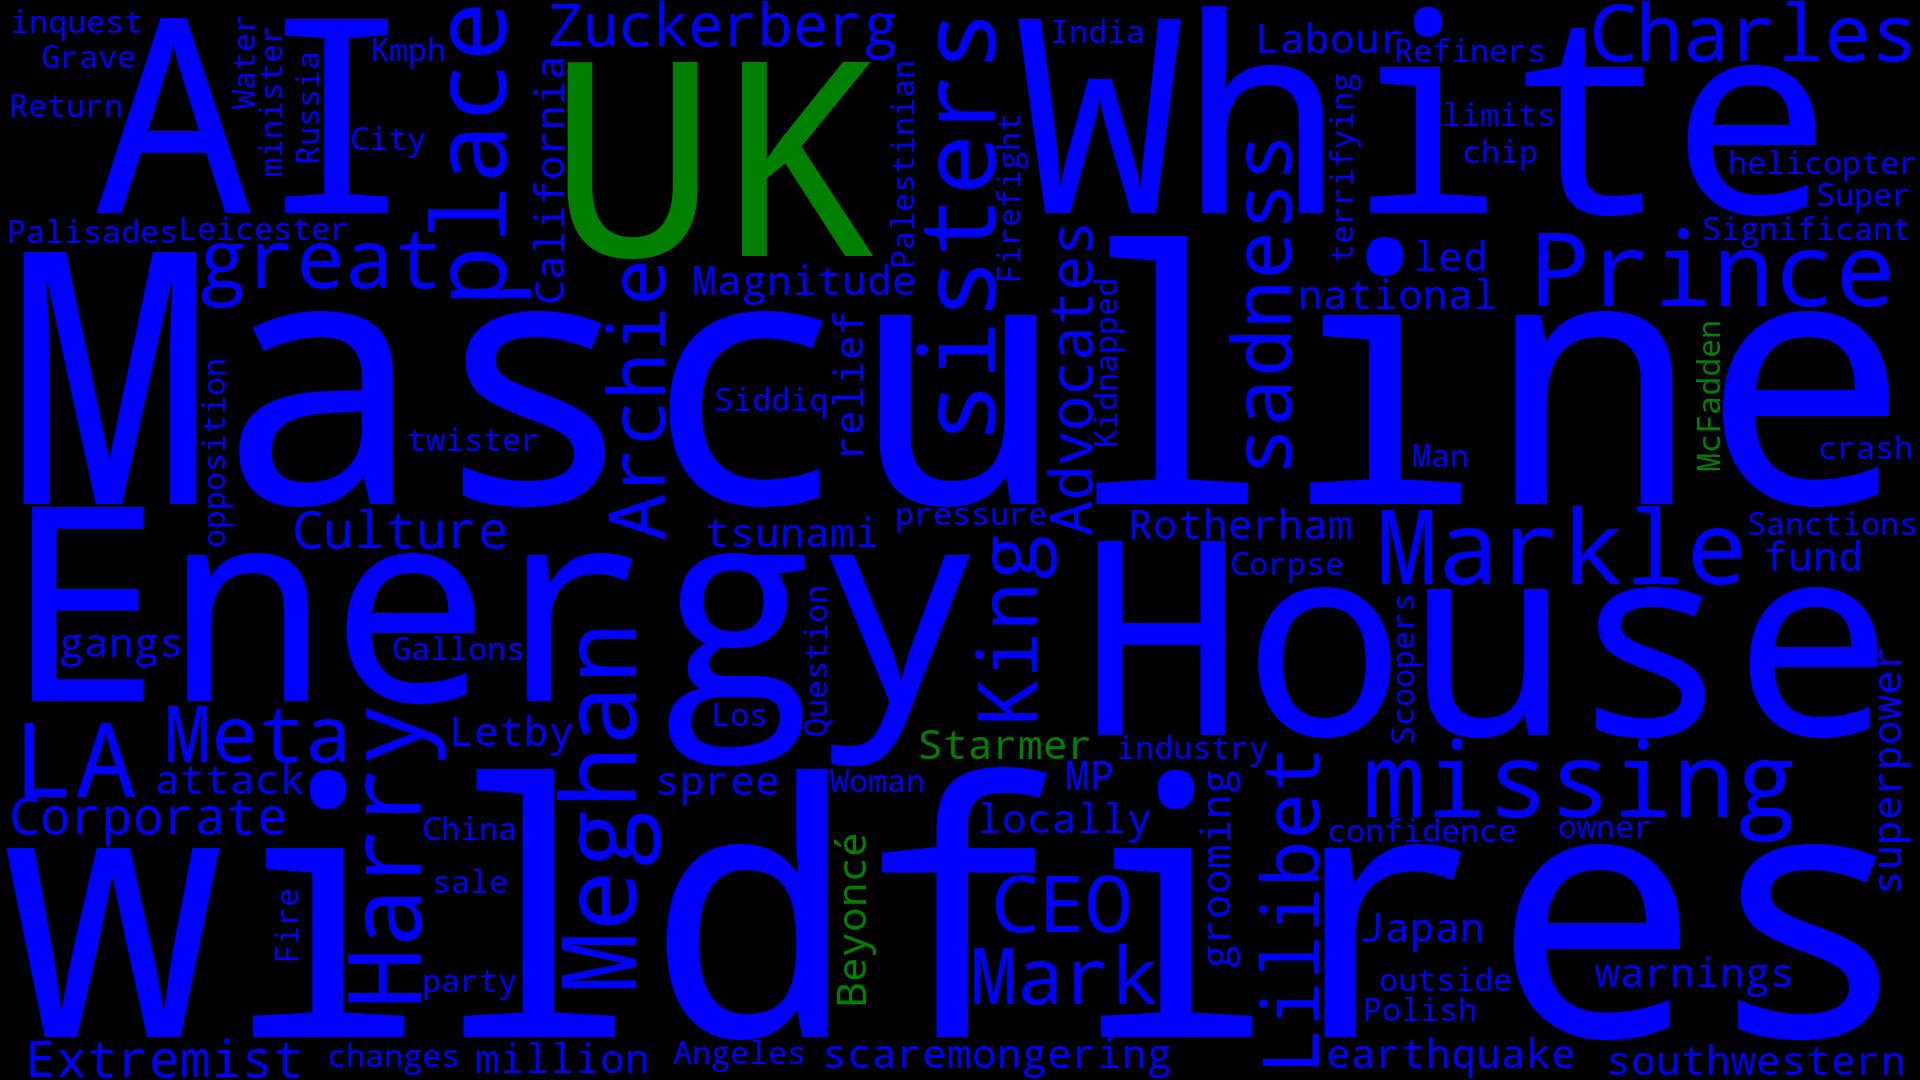 inquest
Grave
Return
AI
Water
minister
Russia
Kmph
City
place
Zuckerberg
California
UK
Palestinian
sisters
Firefight
India
White
Labour
Refiners
Charles
terrifying
limits
chip
helicopter
Super
Significant
Palisades
Leicester
great
Magnitude
Archie
Advocates
Kidnapped
sadness
led
national
Prince
Masculine
opposition
twister
Siddiq
relief
Man
McFadden
crash
Culture
tsunami
pressure
Rotherham
Corpse
Markle
Sanctions
fund
Energy
gangs
Gallons
Meghan
Los
Question
King
House
Scoopers
superpower
LA
Meta
attack
Corporate
Harry
Letby
spree
Starmer
industry
Woman
MP
locally
missing
confidence
owner
wildfires
Fire
China
sale
party
Beyoncé
CEO
Mark
grooming
Lilibet
Japan
outside
Polish
warnings
Extremist
changes
million
Angeles
scaremongering
earthquake
southwestern